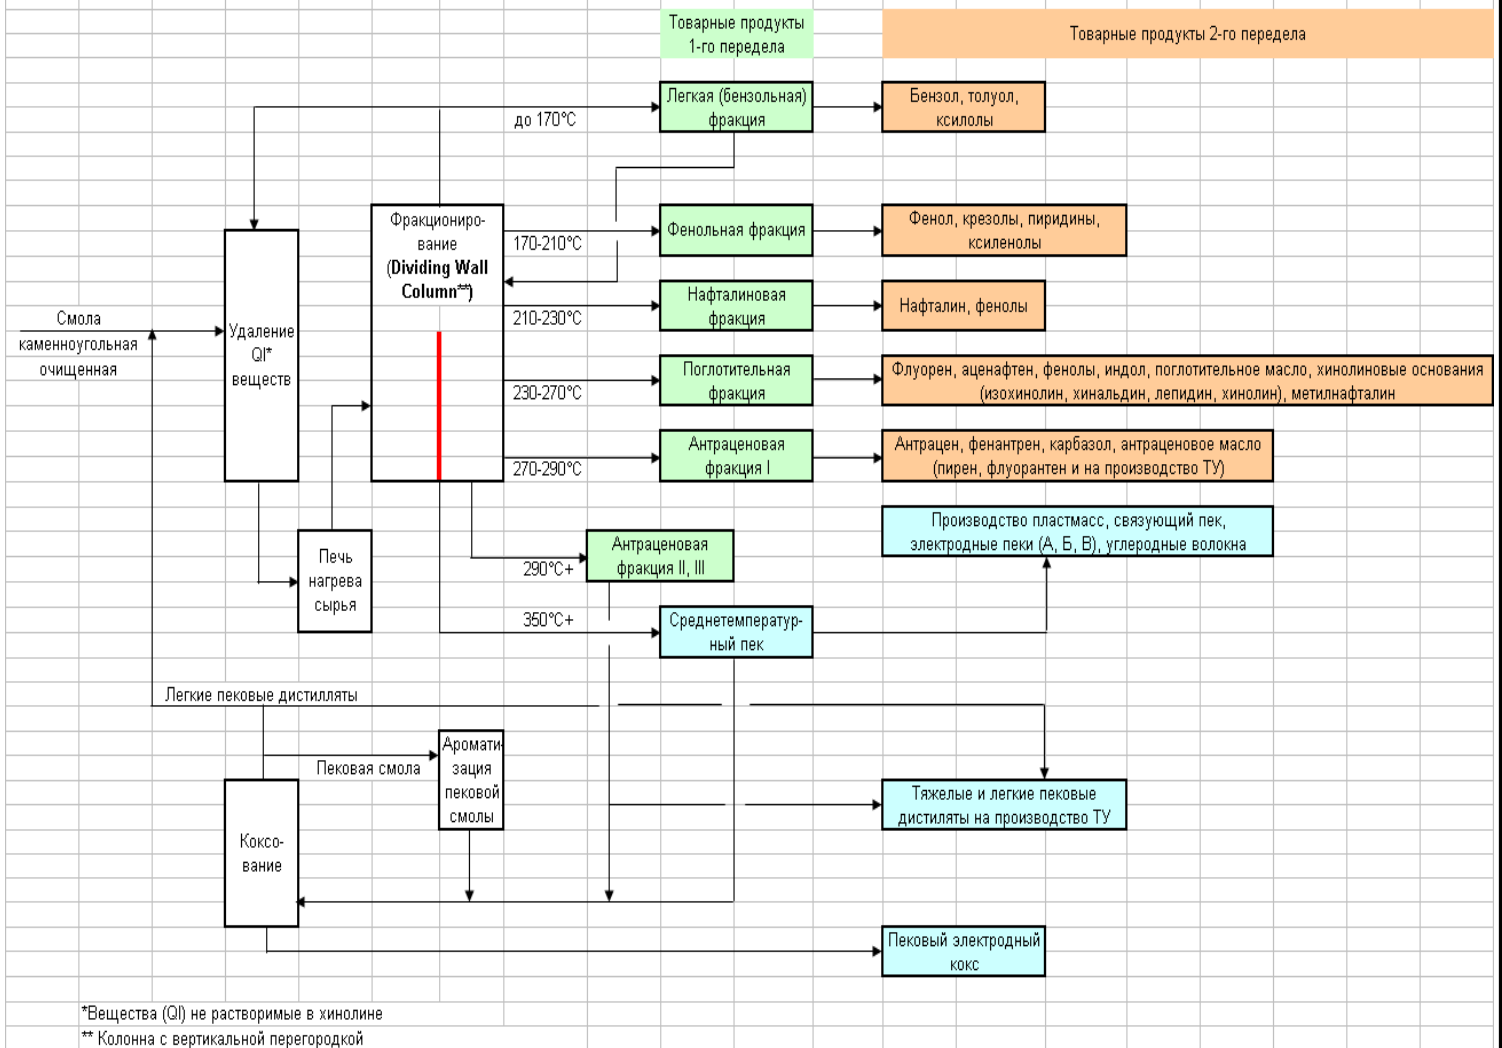 Товарные продукты
1-го передела
Товарные продукты 2-го передела
Легкая (бензольная)
фракция
Бензол, толуол,
ксилолы
до 170°C
Фракциониро-
вание
(Dividing Wall
Column**)
170-210°C
Фенольная фракция
Фенол, крезолы, пиридины,
ксиленолы
210-230°C
Нафталиновая
фракция
Нафталин, фенолы
Смола
каменноугольная
очищенная
Удаление
QI*
веществ
230-270°C
Поглотительная
фракция
Флуорен, аценафтен, фенолы, индол, поглотительное масло, хинолиновые основания
(изохинолин, хинальдин, лепидин, хинолин), метилнафталин
270-290°C
Антраценовая
фракция I
Антрацен, фенантрен, карбазол, антраценовое масло
(пирен, флуорантен и на производство ТУ)
Производство пластмасс, связующий пек,
электродные пеки (А, Б, В), углеродные волокна
Печь
нагрева
сырья
290°C+
Антраценовая
фракция II, III
350°C+
Среднетемператур-
ный пек
Легкие пековые дистилляты
Пековая смола
Аромати-
зация
пековой
смолы
Тяжелые и легкие пековые
дистиляты на производство ТУ
Коксо-
вание
Пековый электродный
кокс
*Вещества (QI) не растворимые в хинолине
** Колонна с вертикальной перегородкой